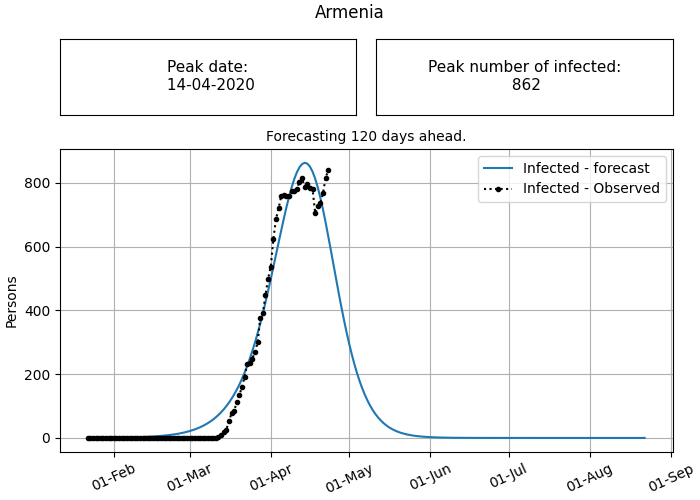 Armenia
Peak date:
14-04-2020
Peak number of infected:
862
Forecasting 120 days ahead.
Infected - forecast
Infected - Observed
Persons
800
600
400
200
0
01-Feb
01-Mar
01-Apr
01-May
01-Jun
01-Jul
01-Aug
01-Sep